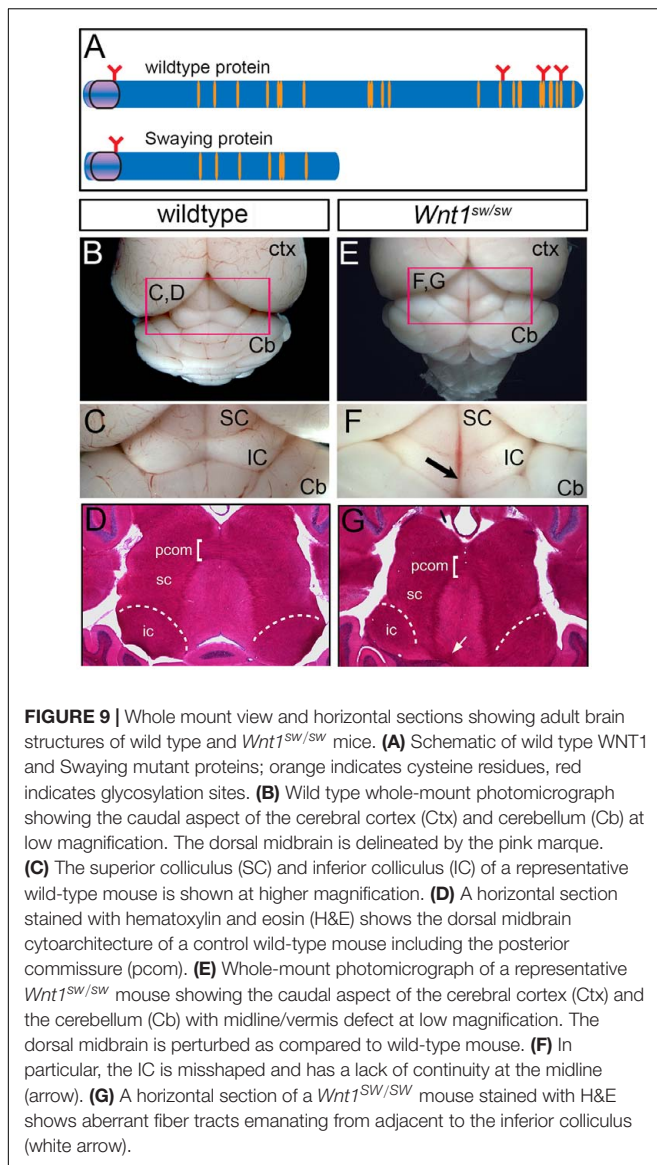 A
wildtype protein
Swaying protein
wildtype
Wnt1sw/sw
B
ctx
C,D
Cb
E
ctx
F,G
Cb
C
SC
IC
Cb
F
SC
IC
Cb
D
pcom
sc
ic
G
pcom
sc
ic
FIGURE 9 | Whole mount view and horizontal sections showing adult brain
structures of wild type and Wnt1sw/sw mice. (A) Schematic of wild type WNT1
and Swaying mutant proteins; orange indicates cysteine residues, red
indicates glycosylation sites. (B) Wild type whole-mount photomicrograph
showing the caudal aspect of the cerebral cortex (Ctx) and cerebellum (Cb) at
low magnification. The dorsal midbrain is delineated by the pink marque.
(C) The superior colliculus (SC) and inferior colliculus (IC) of a representative
wild-type mouse is shown at higher magnification. (D) A horizontal section
stained with hematoxylin and eosin (H&E) shows the dorsal midbrain
cytoarchitecture of a control wild-type mouse including the posterior
commissure (pcom). (E) Whole-mount photomicrograph of a representative
Wnt1sw/sw mouse showing the caudal aspect of the cerebral cortex (Ctx) and
the cerebellum (Cb) with midline/vermis defect at low magnification. The
dorsal midbrain is perturbed as compared to wild-type mouse. (F) In
particular, the IC is misshaped and has a lack of continuity at the midline
(arrow). (G) A horizontal section of a Wnt1SW/SW mouse stained with H&E
shows aberrant fiber tracts emanating from adjacent to the inferior colliculus
(white arrow).